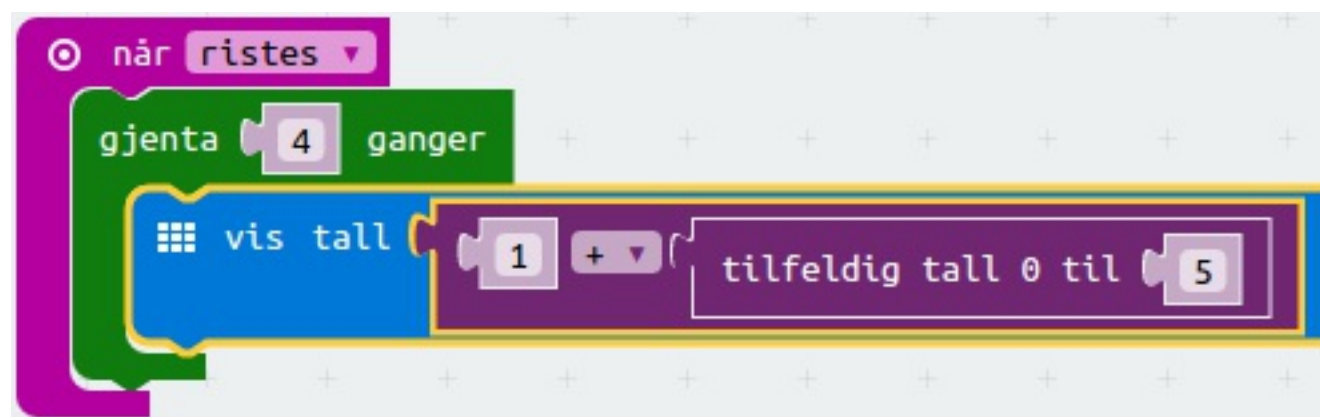 når ristes
gjenta 4 ganger
vis tall 1 + tilfeldig tall 0 til 5